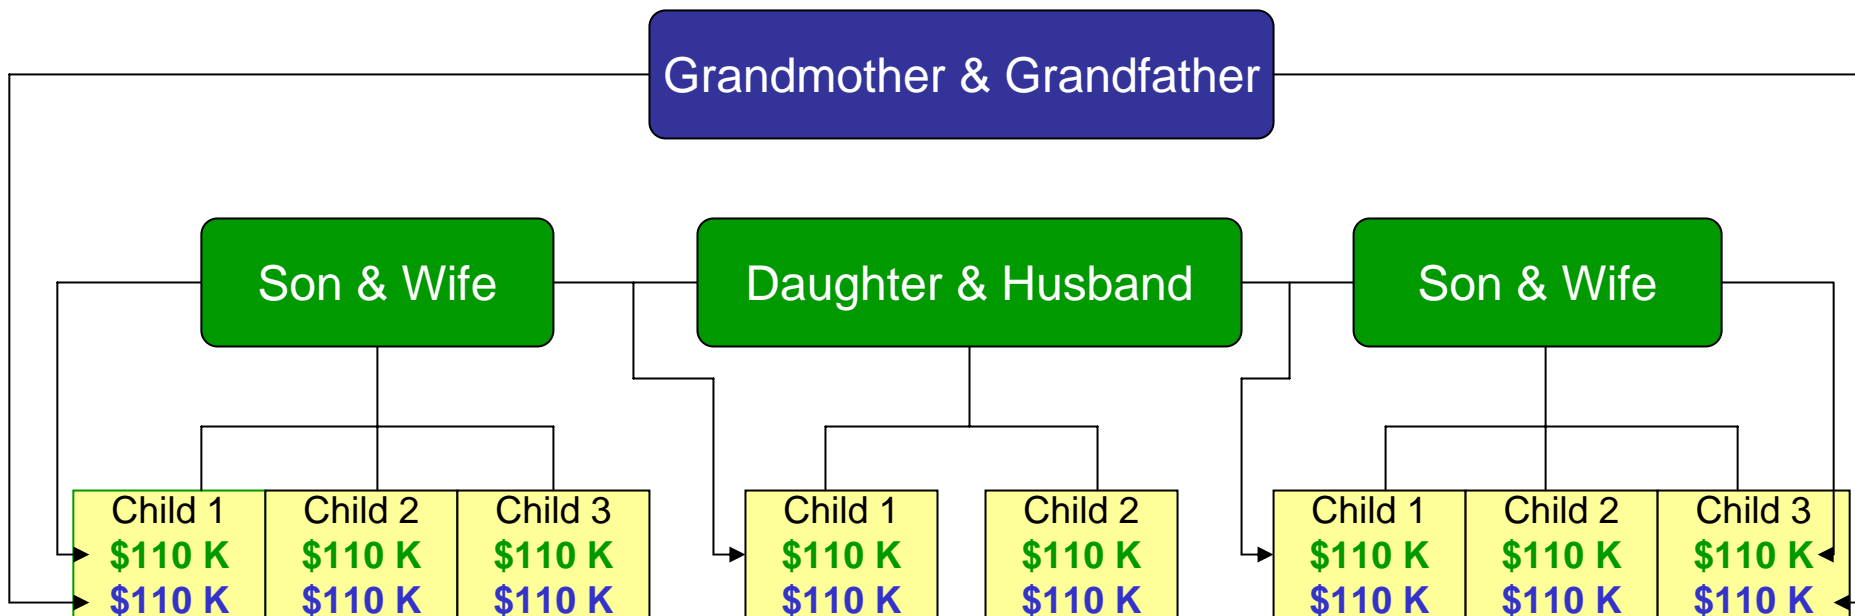 Grandmother & Grandfather
Son & Wife
Daughter & Husband
Son & Wife
Child 1
$110 K
$110 K
Child 2
$110 K
$110 K
Child 3
$110 K
$110 K
Child 1
$110 K
$110 K
Child 2
$110 K
$110 K
Child 1
$110 K
$110 K
Child 2
$110 K
$110 K
Child 3
$110 K
$110 K